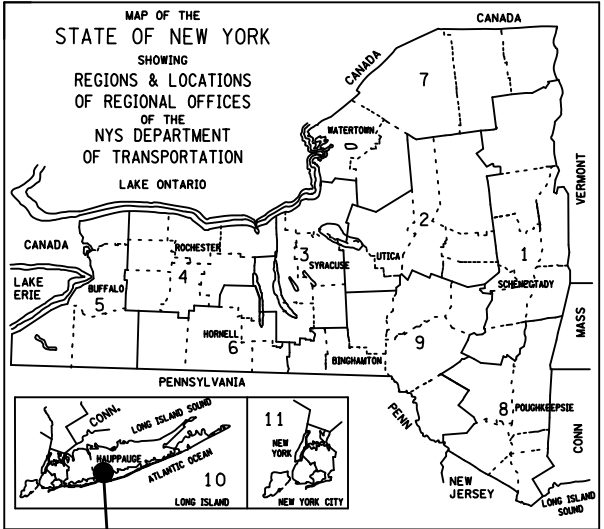 MAP OF THE
STATE OF NEW YORK
SHOWING
REGIONS & LOCATIONS
OF REGIONAL OFFICES
OF THE
NYS DEPARTMENT
OF TRANSPORTATION
LAKE ONTARIO
CANADA
CANADA
7
WATERTOWN
VERMONT
2
UTICA
1
SCHENECTADY
CANADA
LAKE
ERIE
BUFFALO
5
ROCHESTER
4
3
SYRACUSE
HORNELL
6
BINGHAMTON
9
MASS
8
POUGHKEEPSIE
CONN
PENNSYLVANIA
PENN
NEW
JERSEY
LONG ISLAND
SOUND
CONN.
LONG ISLAND SOUND
HAUPPAUGE
ATLANTIC OCEAN
10
LONG ISLAND
11
NEW
YORK
NEW YORK CITY